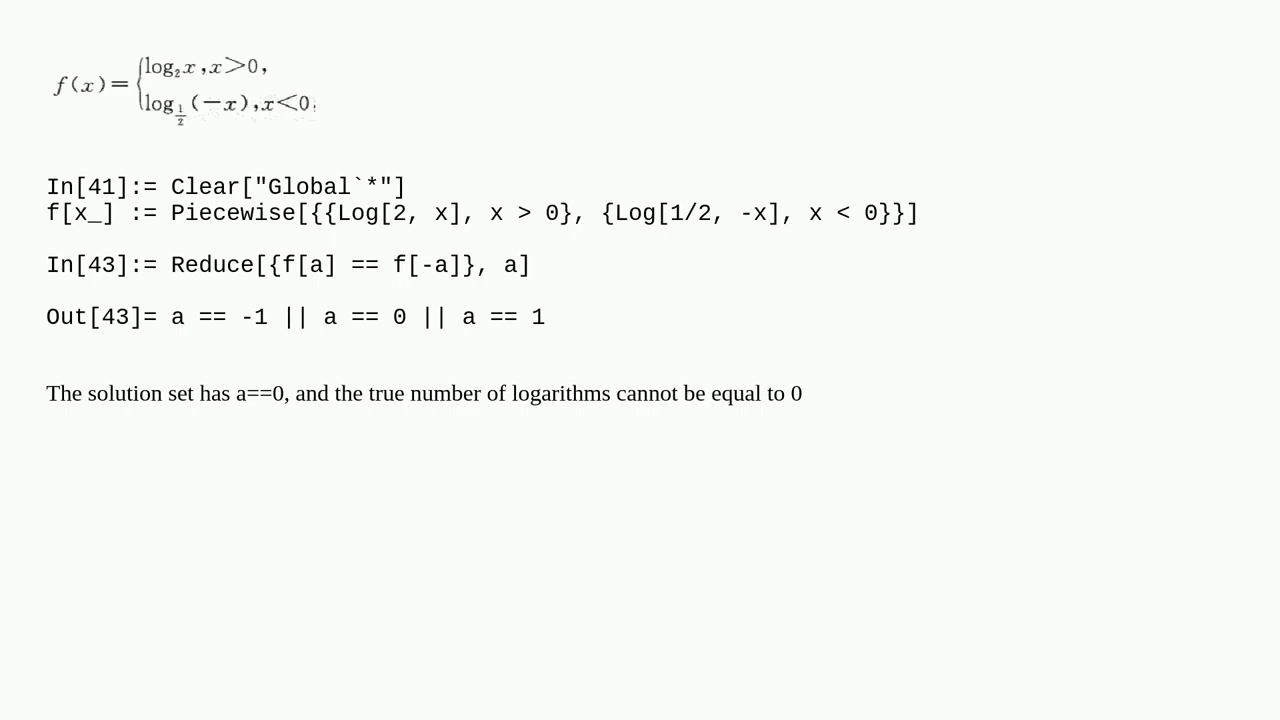 f(x)={log₂x,x>0,
log_{1/2}(-x),x<0;
In[41]:= Clear["Global`*"]
f[x_] := Piecewise[{{Log[2, x], x > 0}, {Log[1/2, -x], x < 0}}]
In[43]:= Reduce[{f[a] == f[-a]}, a]
Out[43]= a == -1 || a == 0 || a == 1
The solution set has a==0, and the true number of logarithms cannot be equal to 0